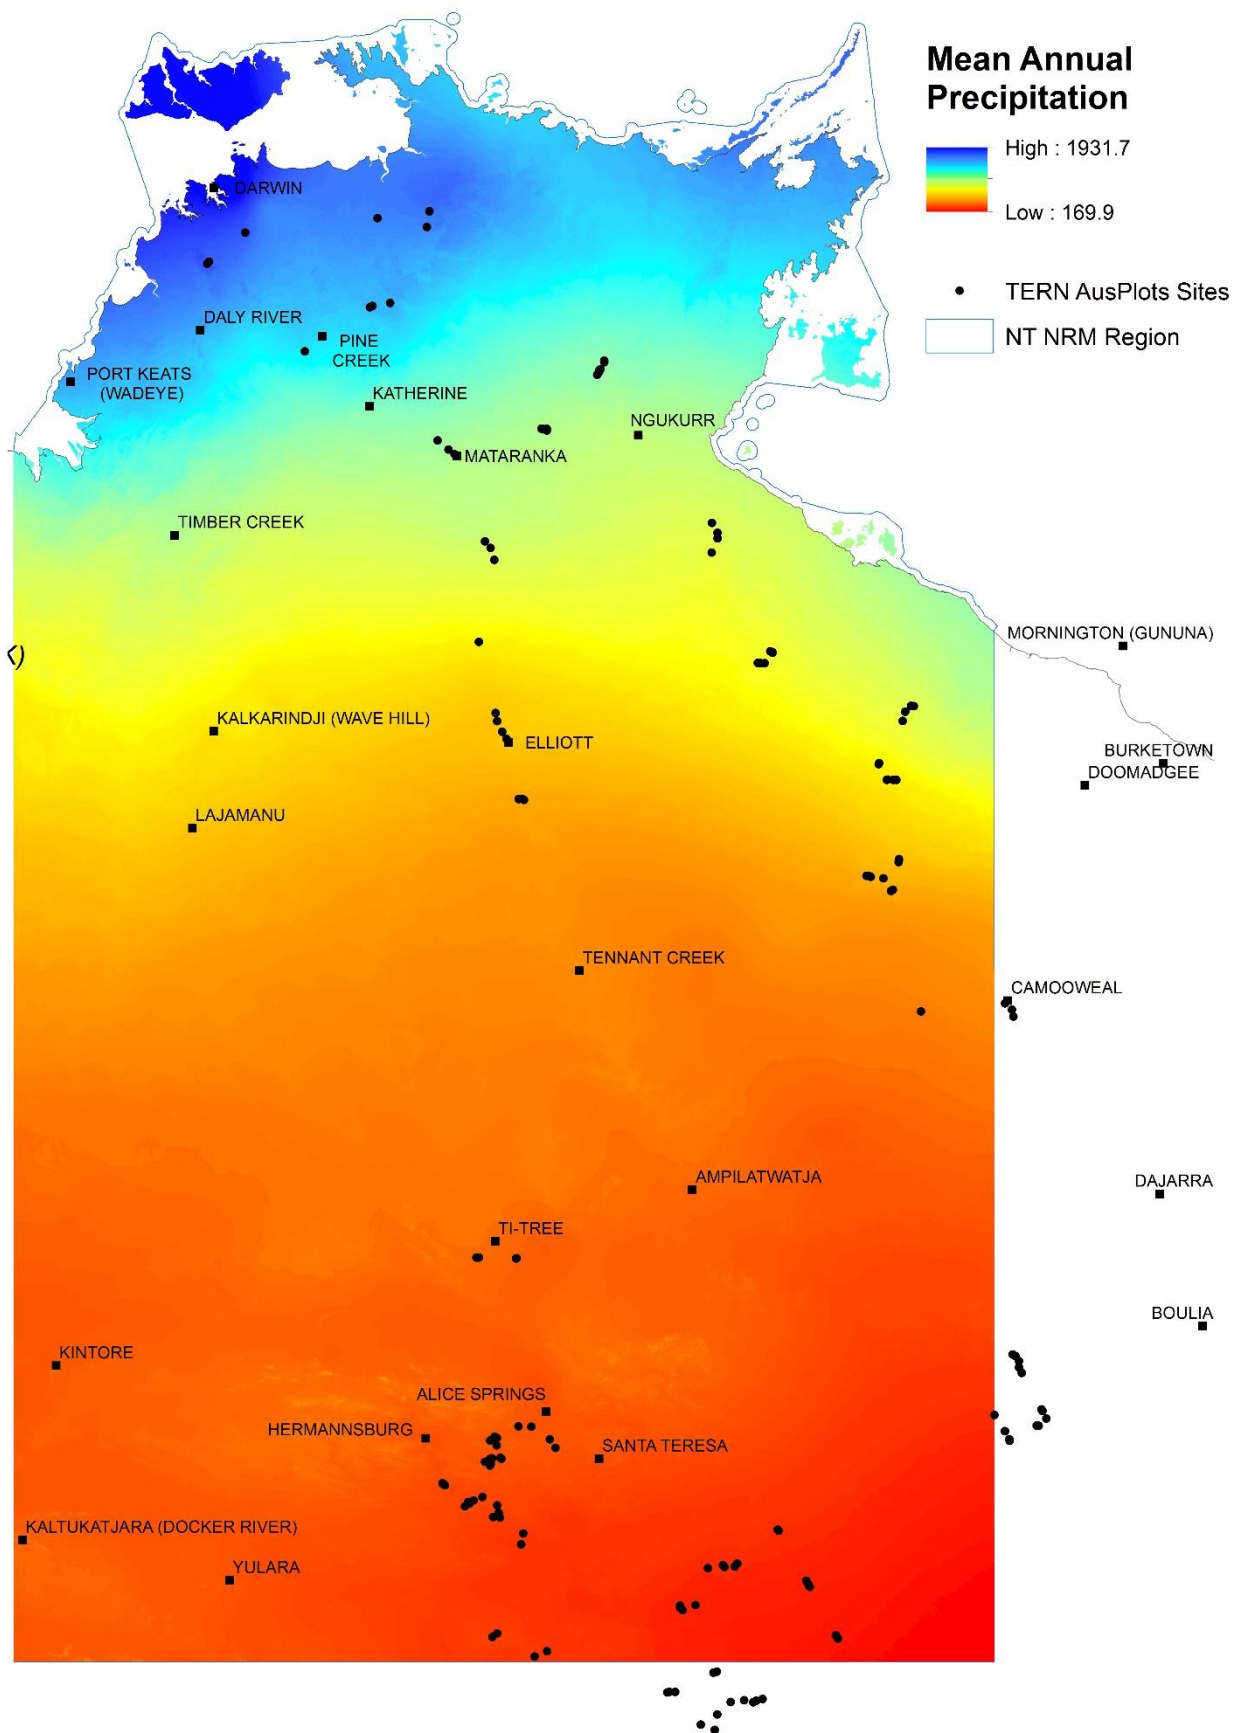 Mean Annual
Precipitation
High : 1931.7
Low : 169.9
TERN AusPlots Sites
NT NRM Region
DARWIN
DALY RIVER
PINE
CREEK
PORT KEATS
(WADEYE)
KATHERINE
NGUKURR
MATARANKA
TIMBER CREEK
MORNINGTON (GUNUNA)
KALKARINDJI (WAVE HILL)
ELLIOTT
BURKETOWN
DOOMADGEE
LAJAMANU
TENNANT CREEK
CAMOOWEAL
AMPILATWATJA
DAJARRA
TI-TREE
BOULIA
KINTORE
ALICE SPRINGS
HERMANNSBURG
SANTA TERESA
KALTUKATJARA (DOCKER RIVER)
YULARA